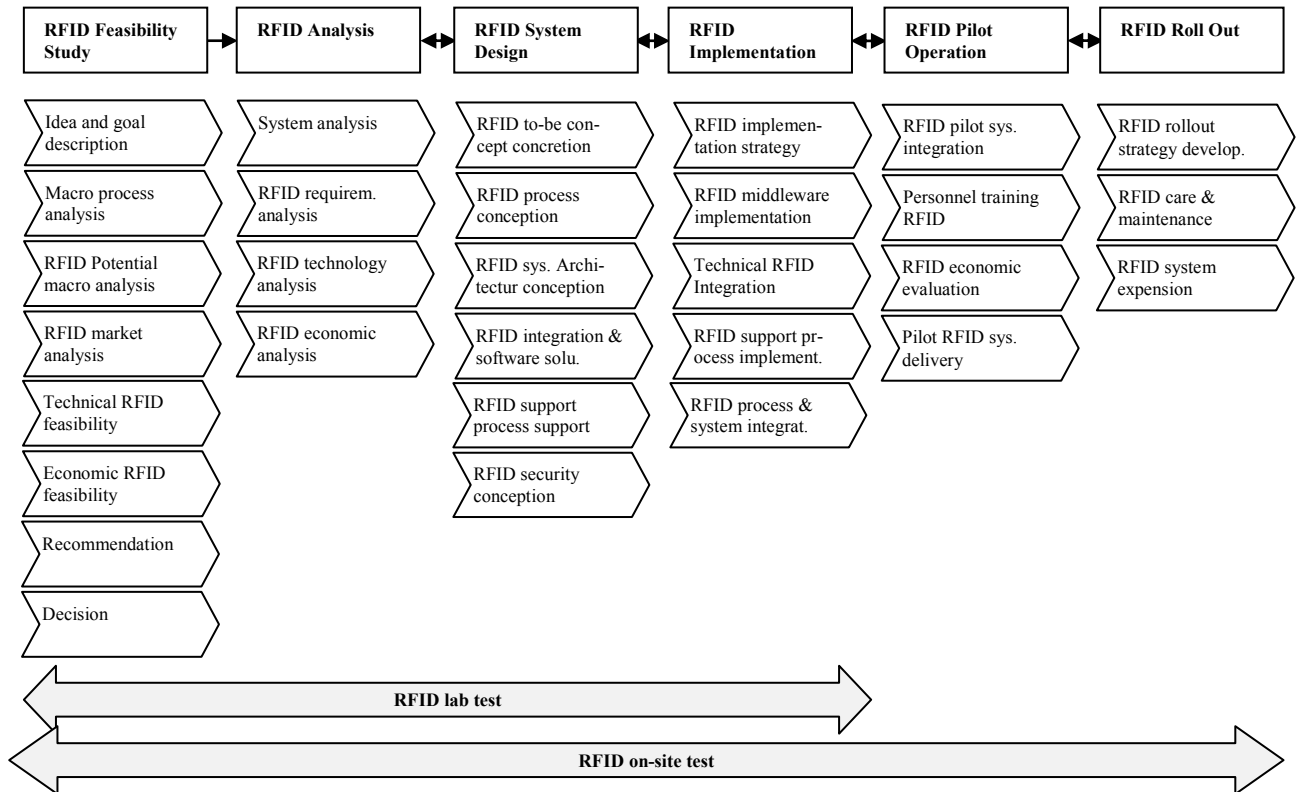 RFID Feasibility
Study
RFID Analysis
RFID System
Design
RFID
Implementation
RFID Pilot
Operation
RFID Roll Out
Idea and goal
description
Macro process
analysis
RFID Potential
macro analysis
RFID market
analysis
Technical RFID
feasibility
Economic RFID
feasibility
Recommendation
Decision
System analysis
RFID requirem.
analysis
RFID technology
analysis
RFID economic
analysis
RFID to-be con-
cept concretion
RFID process
conception
RFID sys. Archi-
tectur conception
RFID integration &
software solu.
RFID support
process support
RFID security
conception
RFID implemen-
tation strategy
RFID middleware
implementation
Technical RFID
Integration
RFID support pr-
ocess implement.
RFID process &
system integrat.
RFID pilot sys.
integration
Personnel training
RFID
RFID economic
evaluation
Pilot RFID sys.
delivery
RFID rollout
strategy develop.
RFID care &
maintenance
RFID system
expension
RFID lab test
RFID on-site test